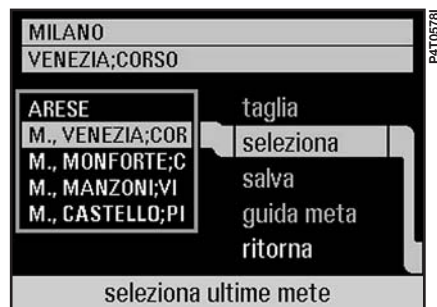 MILANO
VENEZIA;CORSO
ARESE
M., VENEZIA;COR
M., MONFORTE;C
M., MANZONI;VI
M., CASTELLO;PI
taglia
seleziona
salva
guida meta
ritorna
seleziona ultime mete
P4T0578I